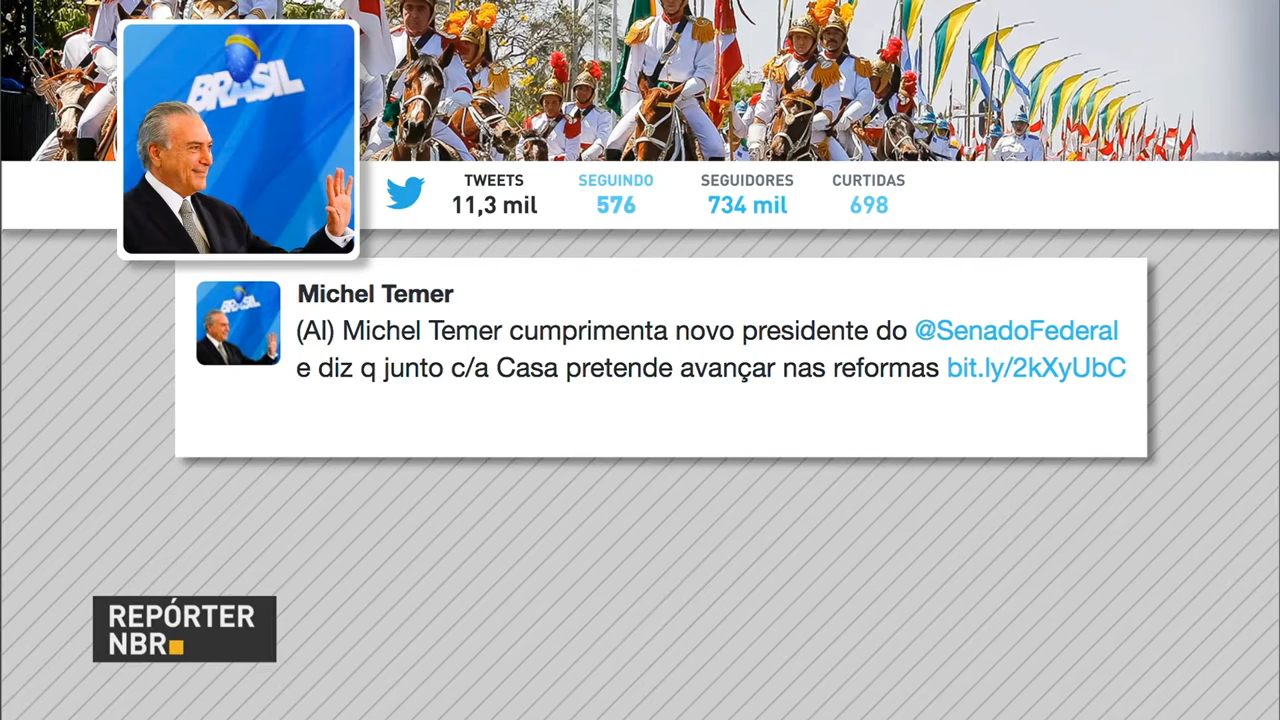 BRASIL
TWEETS
11,3 mil
SEGUINDO
576
SEGUIDORES
734 mil
CURTIDAS
698
BRASIL
Michel Temer
(AI) Michel Temer cumprimenta novo presidente do @SenadoFederal
e diz q junto c/a Casa pretende avançar nas reformas bit.ly/2kXyUbC
REPÓRTER
NBR